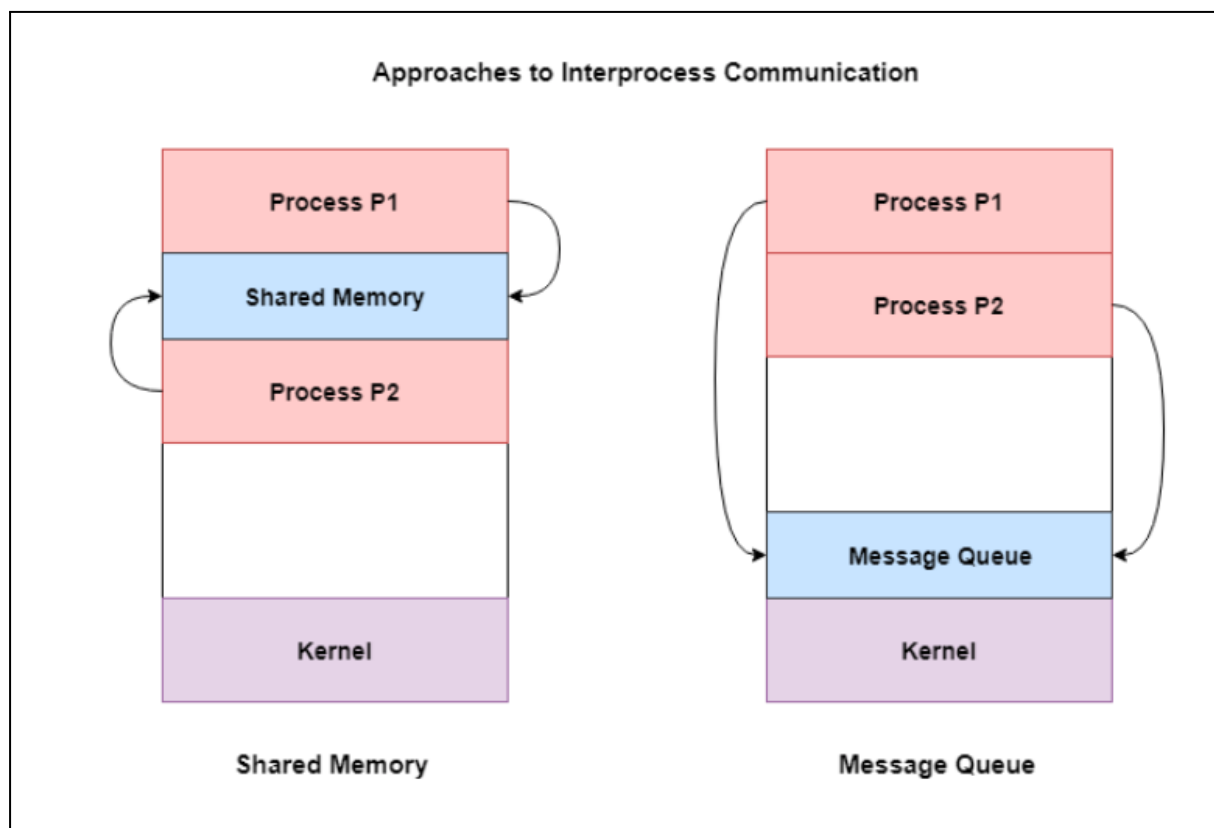 Approaches to Interprocess Communication
Process P1
Shared Memory
Process P2
Kernel
Shared Memory
Process P1
Process P2
Message Queue
Kernel
Message Queue